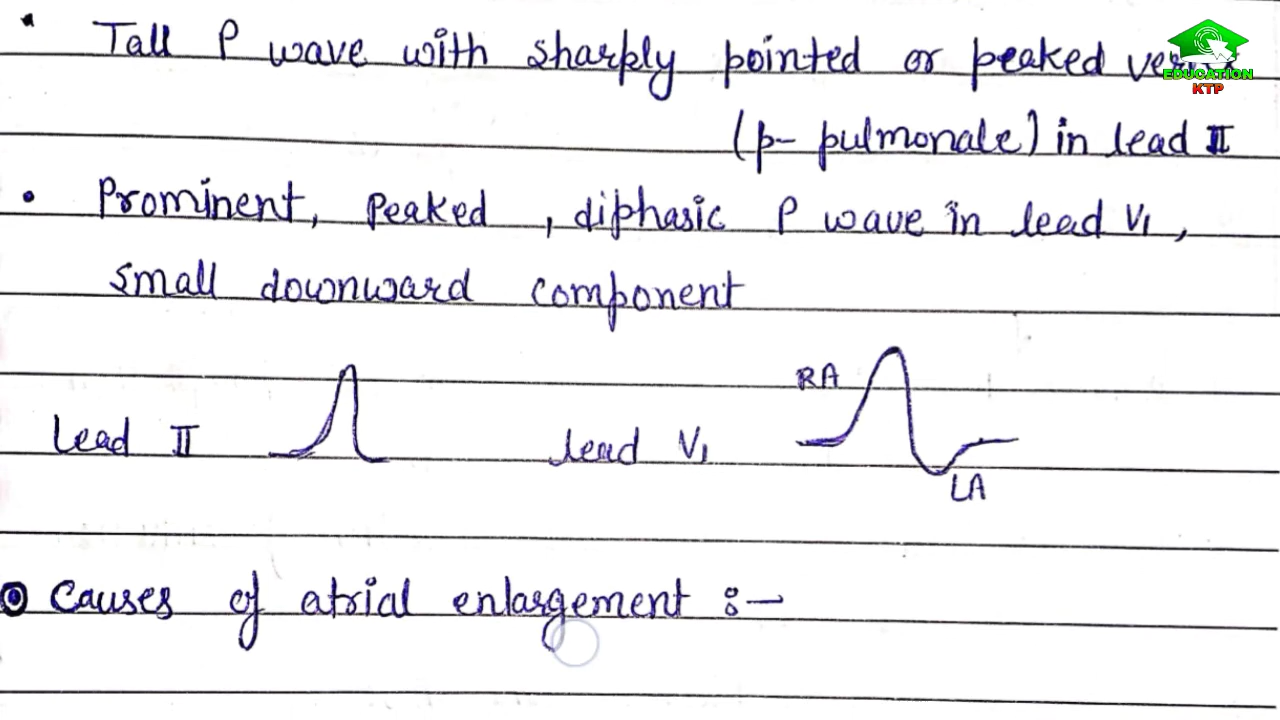 • Tall P wave with sharply pointed or peaked
EDUCATION
KTP
(p- pulmonale) in lead II
• Prominent, Peaked, diphasic P wave in lead V1,
small downward component
RA
Lead II lead V1
LA
Causes of atrial enlargement :-